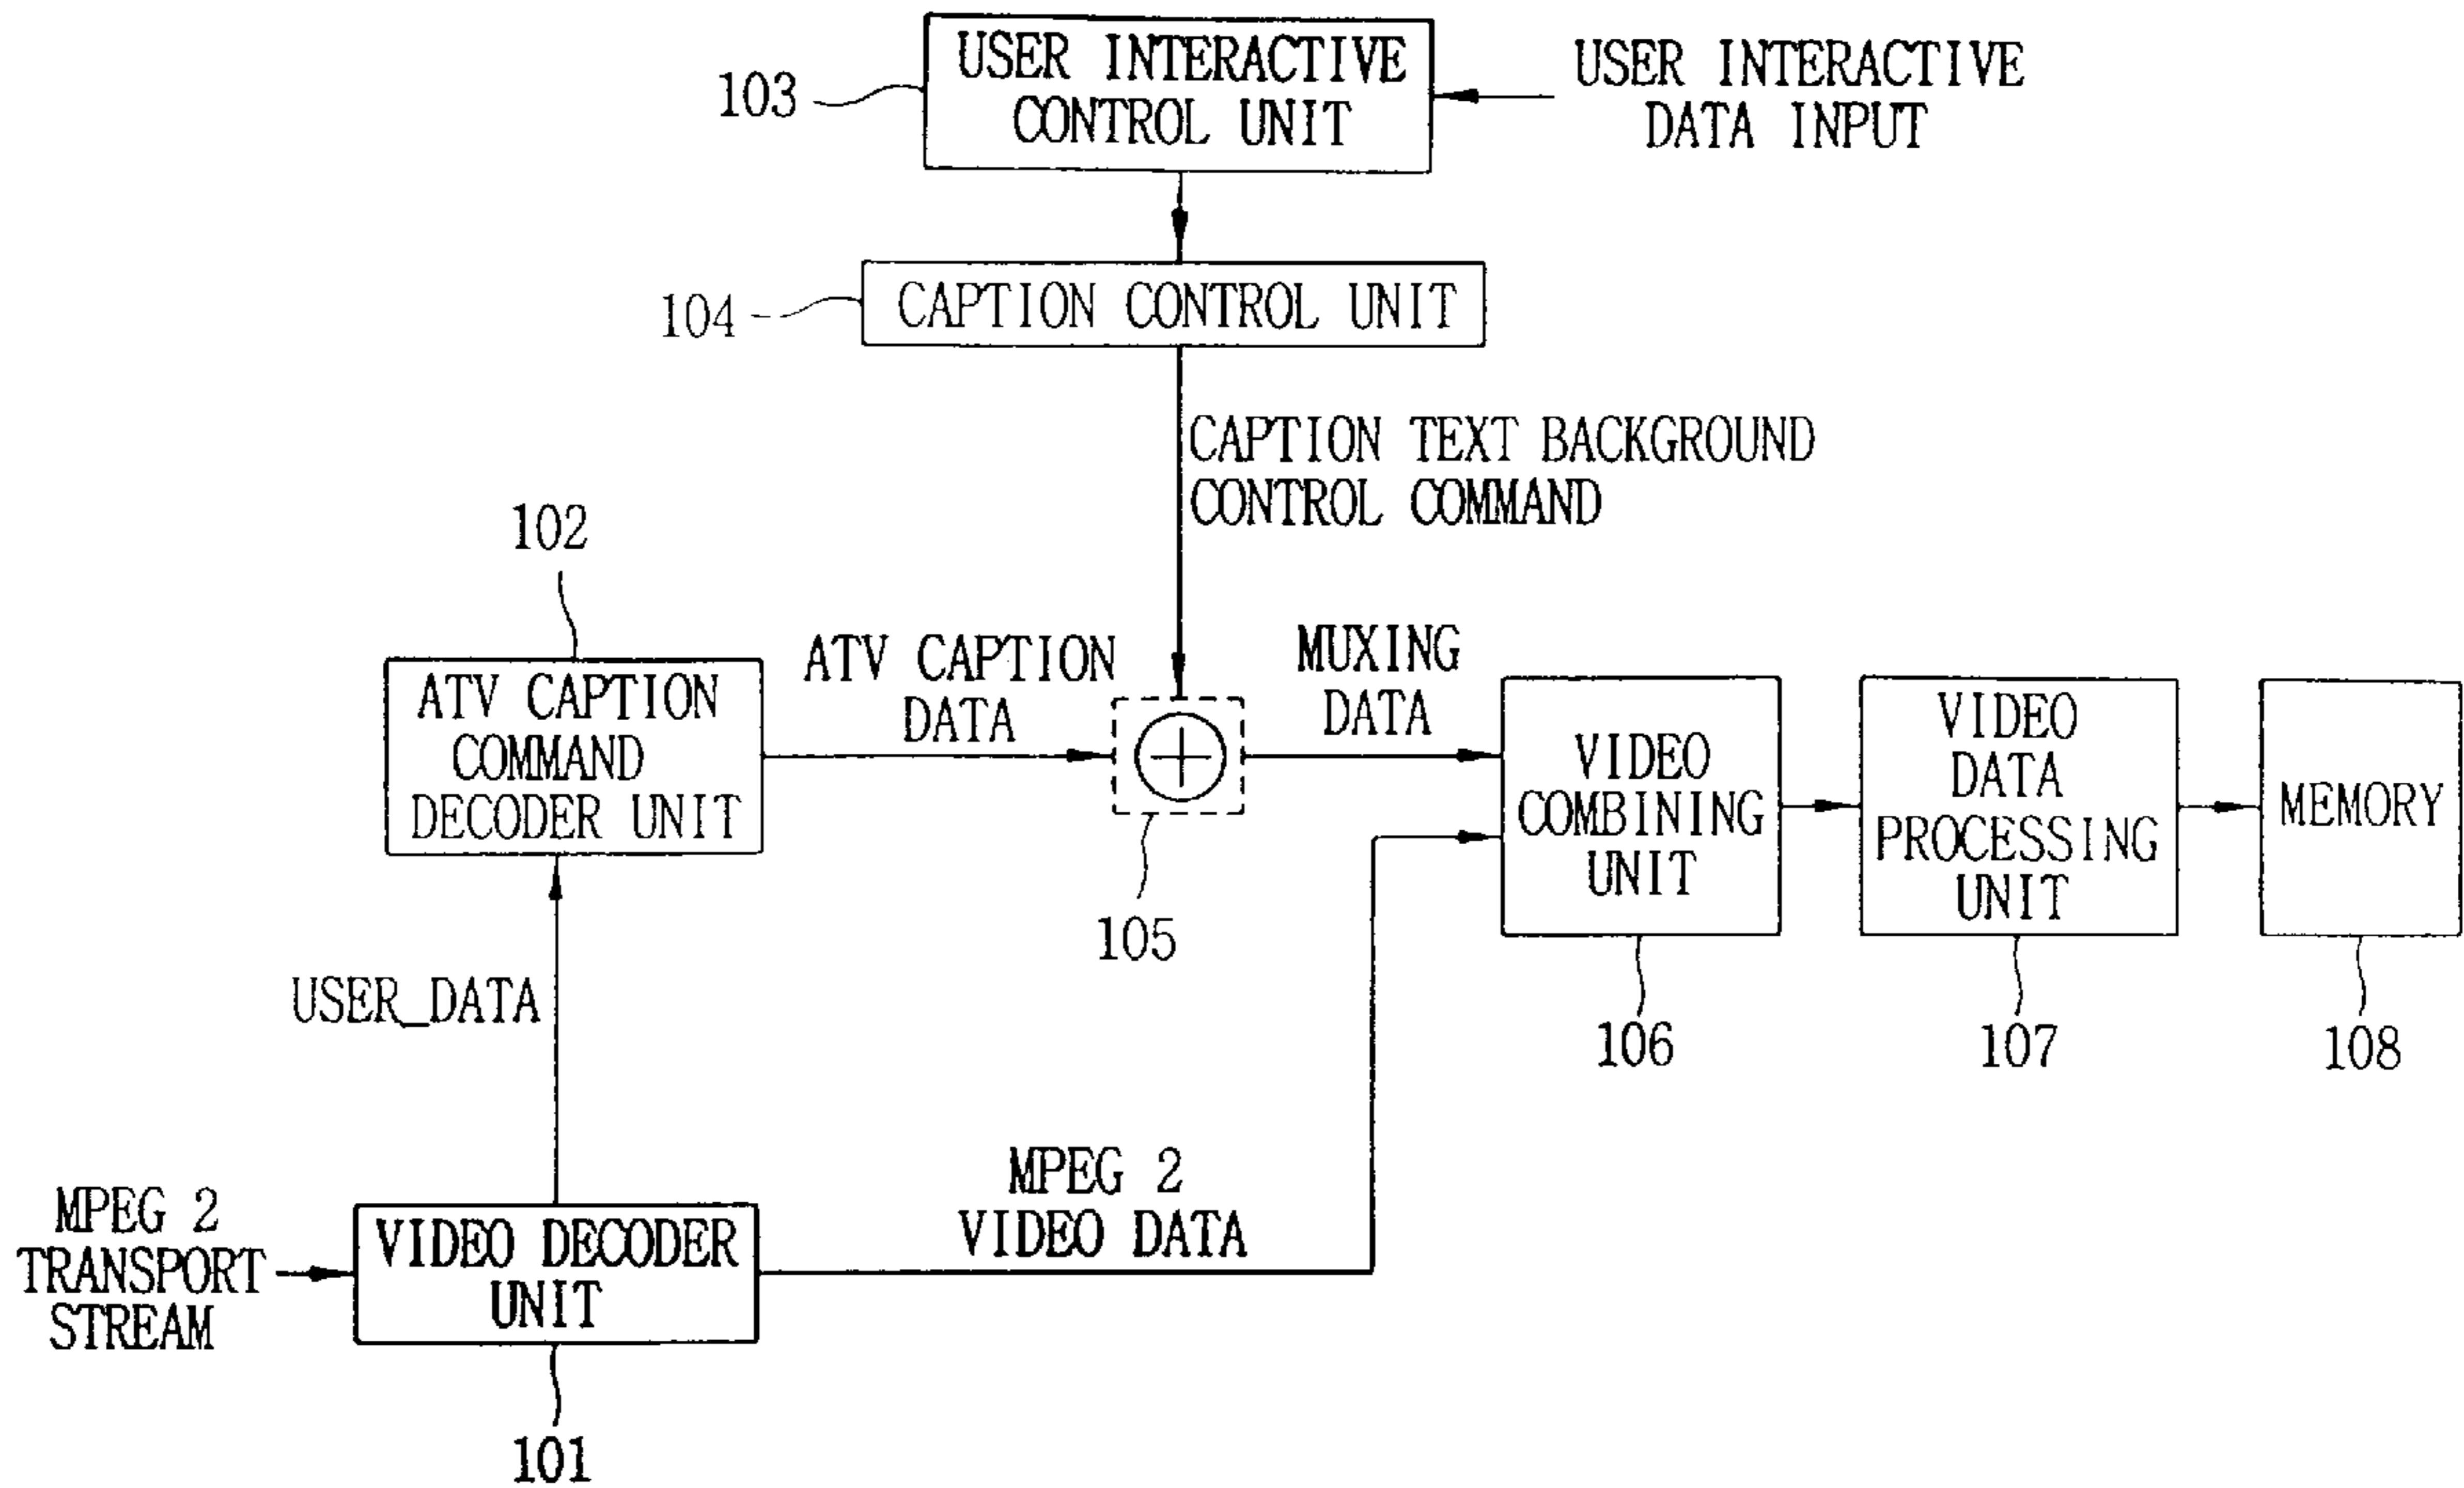 USER INTERACTIVE
CONTROL UNIT
103
USER INTERACTIVE
DATA INPUT
104
CAPTION CONTROL UNIT
CAPTION TEXT BACKGROUND
CONTROL COMMAND
102
ATV CAPTION
COMMAND
DECODER UNIT
ATV CAPTION
DATA
MUXING
DATA
105
VIDEO
COMBINING
UNIT
106
VIDEO
DATA
PROCESSING
UNIT
107
MEMORY
108
USER_DATA
MPEG 2
TRANSPORT
STREAM
VIDEO DECODER
UNIT
101
MPEG 2
VIDEO DATA